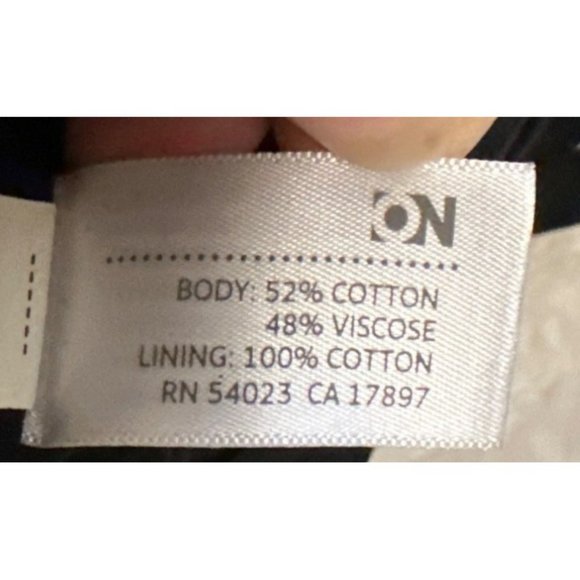 ON
BODY: 52% COTTON
48% VISCOSE
LINING: 100% COTTON
RN 54023 CA 17897